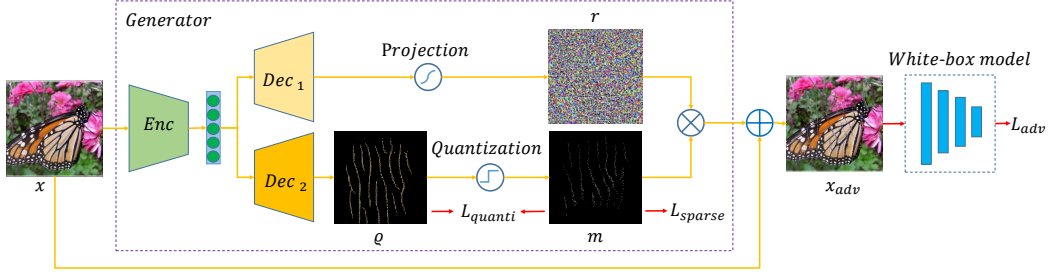 Generator
r
Projection
Dec 1
White-box model
Enc
L_adv
Quantization
Dec 2
x
x_adv
L_quanti
L_sparse
ϱ
m